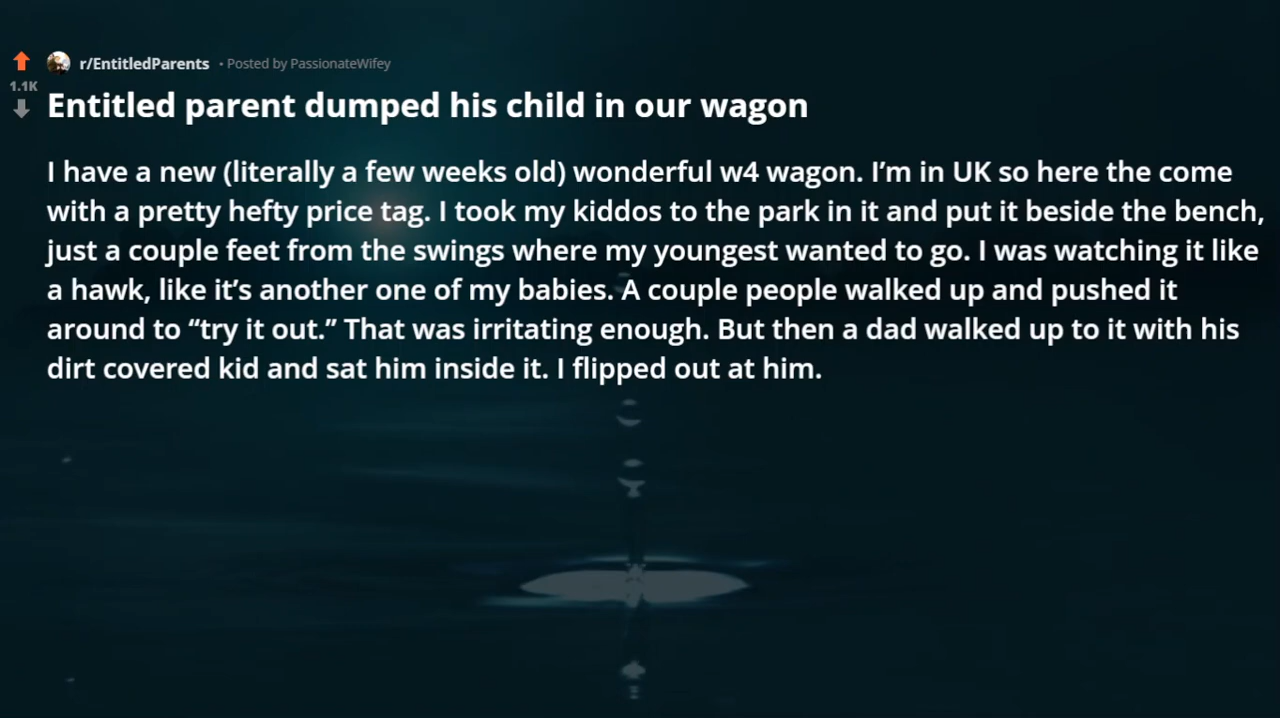 r/EntitledParents • Posted by PassionateWifey
1.1K
Entitled parent dumped his child in our wagon
I have a new (literally a few weeks old) wonderful w4 wagon. I’m in UK so here the come
with a pretty hefty price tag. I took my kiddos to the park in it and put it beside the bench,
just a couple feet from the swings where my youngest wanted to go. I was watching it like
a hawk, like it’s another one of my babies. A couple people walked up and pushed it
around to “try it out.” That was irritating enough. But then a dad walked up to it with his
dirt covered kid and sat him inside it. I flipped out at him.